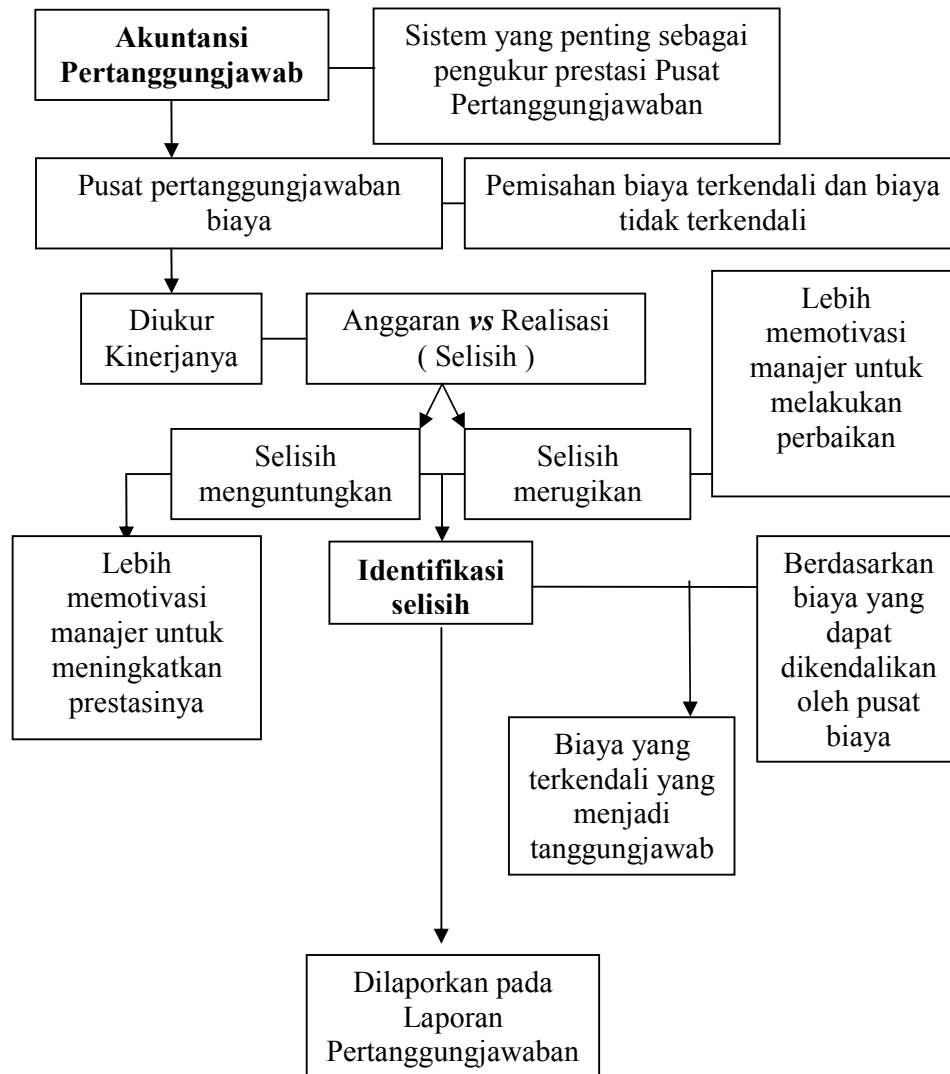 Akuntansi
Pertanggungjawab
Sistem yang penting sebagai
pengukur prestasi Pusat
Pertanggungjawaban
Pusat pertanggungjawaban
biaya
Pemisahan biaya terkendali dan biaya
tidak terkendali
Diukur
Kinerjanya
Anggaran vs Realisasi
( Selisih )
Lebih
memotivasi
manajer untuk
melakukan
perbaikan
Selisih
menguntungkan
Selisih
merugikan
Lebih
memotivasi
manajer untuk
meningkatkan
prestasinya
Identifikasi
selisih
Berdasarkan
biaya yang
dapat
dikendalikan
oleh pusat
biaya
Biaya yang
terkendali yang
menjadi
tanggungjawab
Dilaporkan pada
Laporan
Pertanggungjawaban